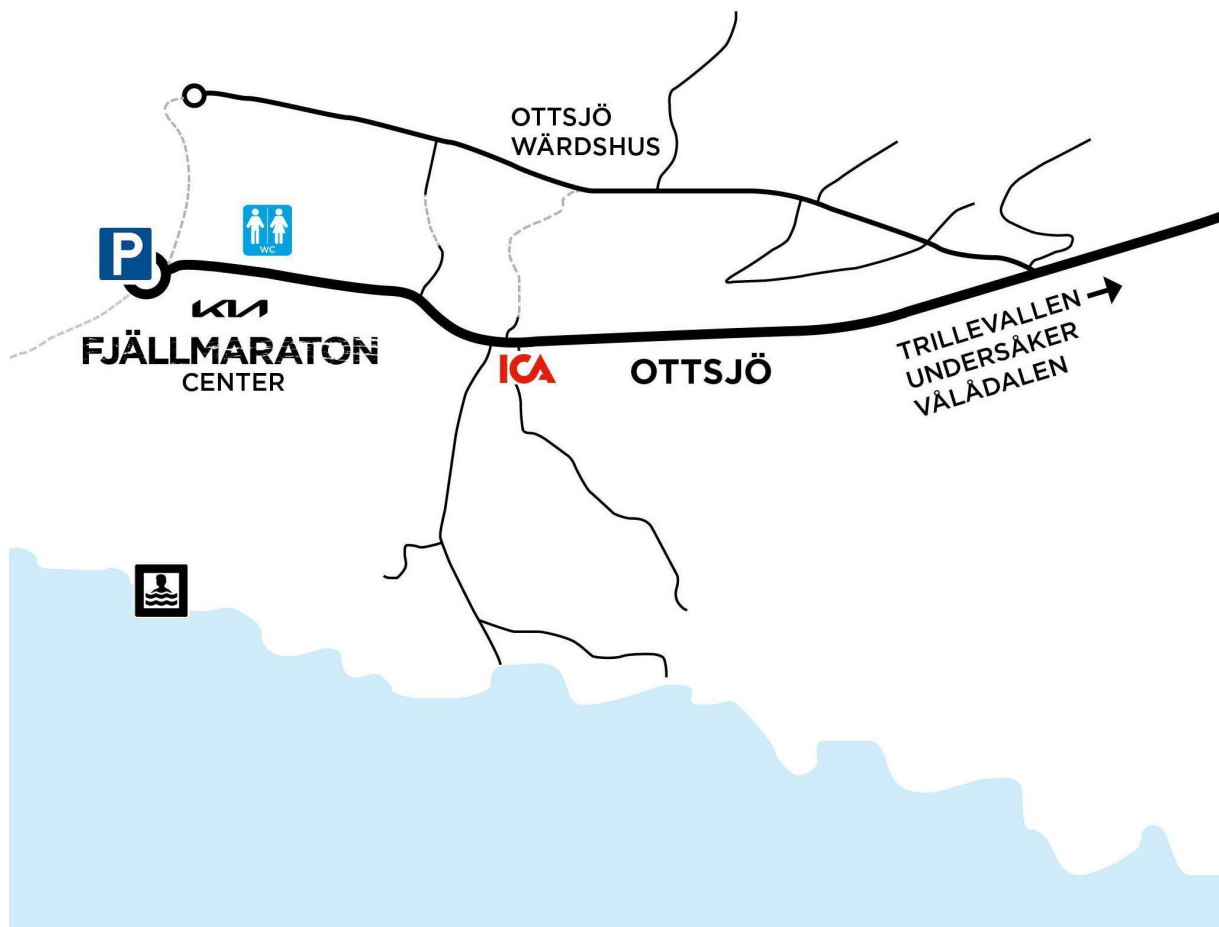 OTTSJÖ
WÄRDSHUS
P
WC
KIA
FJÄLLMARATON
CENTER
ICA
OTTSJÖ
TRILLEVALLEN
UNDERSÅKER
VÅLÅDALEN